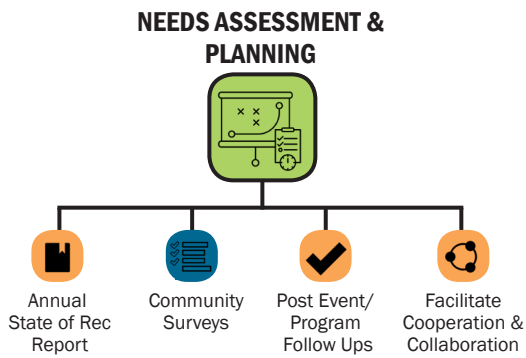 NEEDS ASSESSMENT &
PLANNING
Annual
State of Rec
Report
Community
Surveys
Post Event/
Program
Follow Ups
Facilitate
Cooperation &
Collaboration